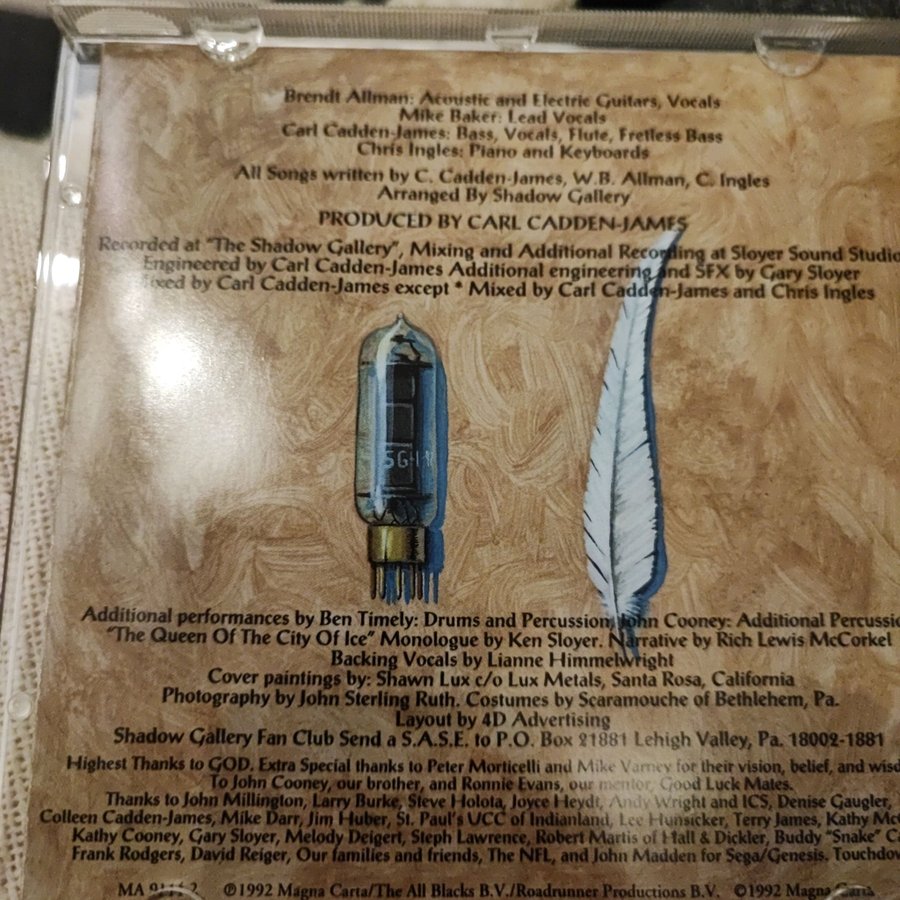 Brendt Allman: Acoustic and Electric Guitars, Vocals
Mike Baker: Lead Vocals
Carl Cadden-James: Bass, Vocals, Flute, Fretless Bass
Chris Ingles: Piano and Keyboards
All Songs written by C. Cadden-James, W.B. Allman, C. Ingles
Arranged By Shadow Gallery
PRODUCED BY CARL CADDEN-JAMES
Recorded at "The Shadow Gallery", Mixing and Additional Recording at Sloyer Sound Studio
Engineered by Carl Cadden-James Additional engineering and SFX by Gary Sloyer
Mixed by Carl Cadden-James except * Mixed by Carl Cadden-James and Chris Ingles
SG-1
Additional performances by Ben Timely: Drums and Percussion, John Cooney: Additional Percussio
"The Queen Of The City Of Ice" Monologue by Ken Sloyer. Narrative by Rich Lewis McCorkel
Backing Vocals by Lianne Himmelwright
Cover paintings by: Shawn Lux c/o Lux Metals, Santa Rosa, California
Photography by John Sterling Ruth. Costumes by Scaramouche of Bethlehem, Pa.
Layout by 4D Advertising
Shadow Gallery Fan Club Send a S.A.S.E. to P.O. Box 21881 Lehigh Valley, Pa. 18002-1881
Highest Thanks to GOD. Extra Special thanks to Peter Morticelli and Mike Varney for their vision, belief, and wisd
To John Cooney, our brother, and Ronnie Evans, our mentor, Good Luck Mates.
Thanks to John Millington, Larry Burke, Steve Holota, Joyce Heydt, Andy Wright and ICS, Denise Gaugler,
Colleen Cadden-James, Mike Darr, Jim Huber, St. Paul's UCC of Indianland, Lee Hunsicker, Terry James, Kathy McC
Kathy Cooney, Gary Sloyer, Melody Deigert, Steph Lawrence, Robert Martis of Hall & Dickler, Buddy "Snake" Ca
Frank Rodgers, David Reiger, Our families and friends, The NFL, and John Madden for Sega/Genesis. Touchdow
MA ℗1992 Magna Carta/The All Blacks B.V./Roadrunner Productions B.V. ©1992 Magna Carta